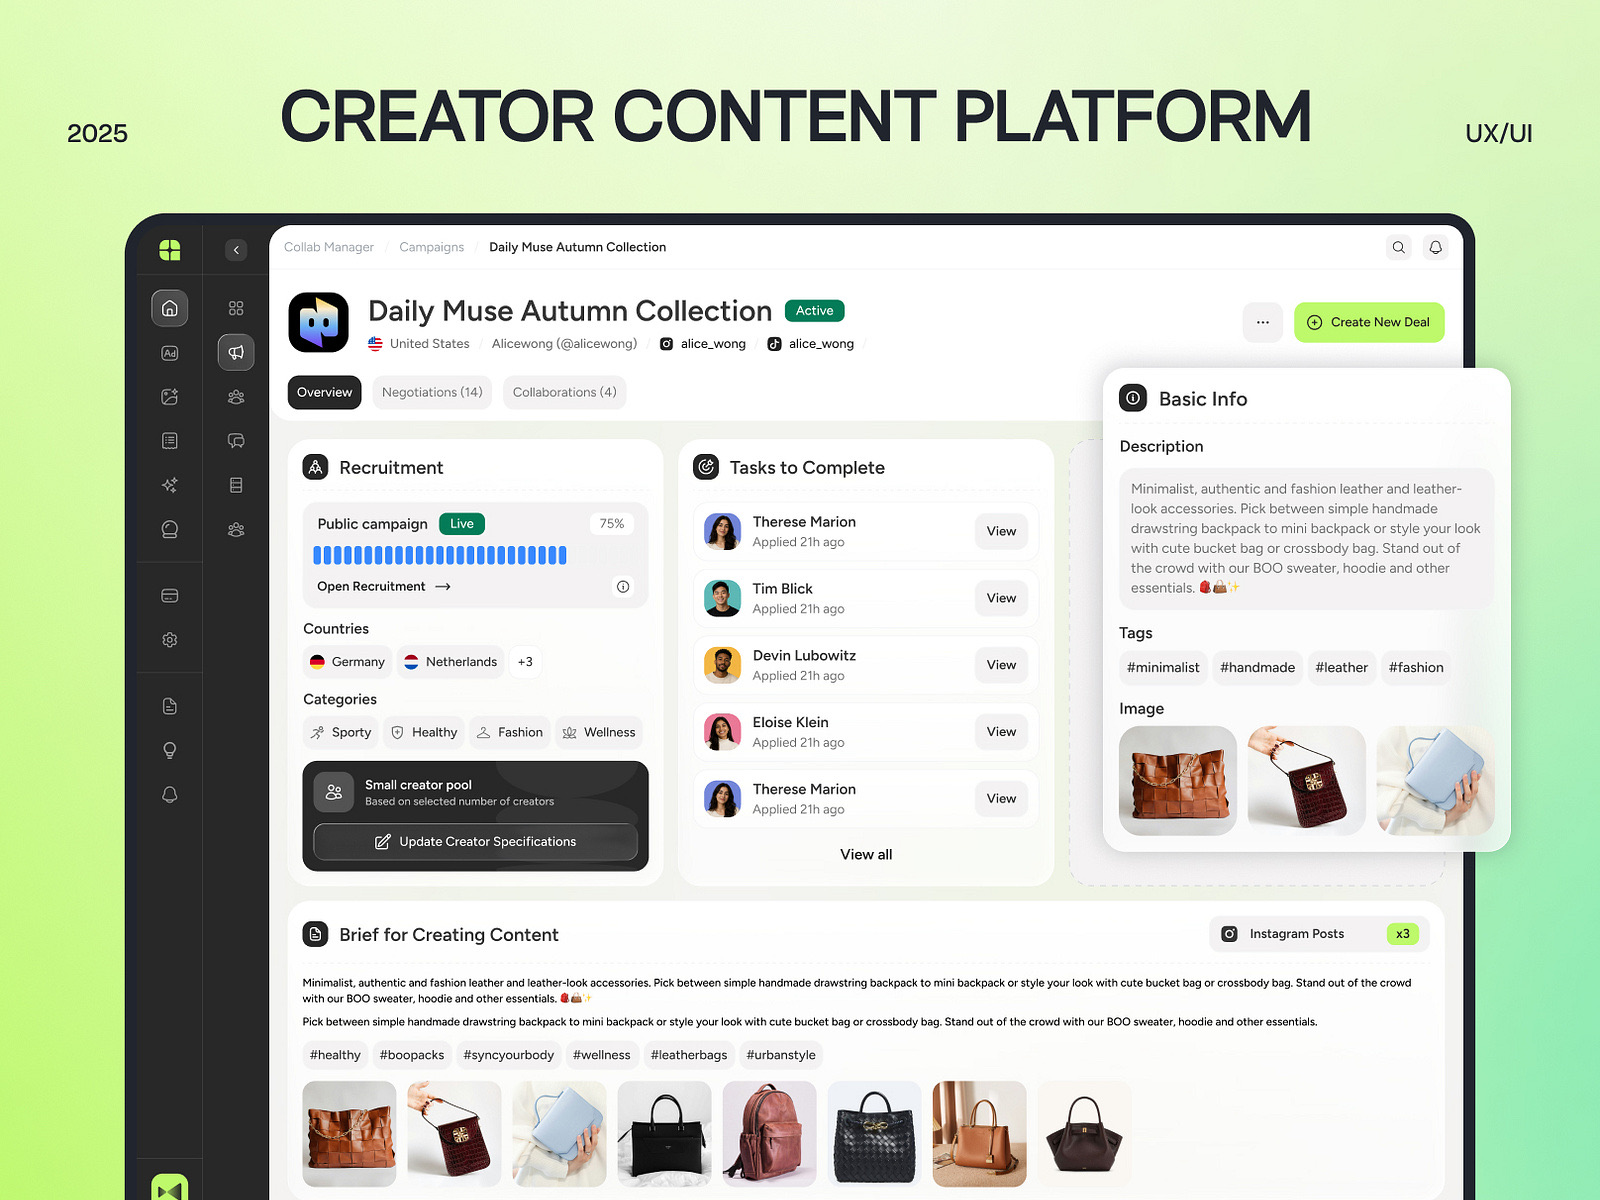 2025
CREATOR CONTENT PLATFORM
UX/UI
Collab Manager / Campaigns / Daily Muse Autumn Collection
Daily Muse Autumn Collection Active
United States / Alicewong (@alicewong) / alice_wong / alice_wong /
... Create New Deal
Overview Negotiations (14) Collaborations (4)
Recruitment
Public campaign Live 75%
Open Recruitment →
Countries
Germany Netherlands +3
Categories
Sporty Healthy Fashion Wellness
Small creator pool
Based on selected number of creators
Update Creator Specifications
Tasks to Complete
Therese Marion
Applied 21h ago
View
Tim Blick
Applied 21h ago
View
Devin Lubowitz
Applied 21h ago
View
Eloise Klein
Applied 21h ago
View
Therese Marion
Applied 21h ago
View
View all
Basic Info
Description
Minimalist, authentic and fashion leather and leather-
look accessories. Pick between simple handmade
drawstring backpack to mini backpack or style your look
with cute bucket bag or crossbody bag. Stand out of
the crowd with our BOO sweater, hoodie and other
essentials. 🎒👜✨
Tags
#minimalist #handmade #leather #fashion
Image
Ad
Brief for Creating Content
Instagram Posts x3
Minimalist, authentic and fashion leather and leather-look accessories. Pick between simple handmade drawstring backpack to mini backpack or style your look with cute bucket bag or crossbody bag. Stand out of the crowd
with our BOO sweater, hoodie and other essentials. 🎒👜✨
Pick between simple handmade drawstring backpack to mini backpack or style your look with cute bucket bag or crossbody bag. Stand out of the crowd with our BOO sweater, hoodie and other essentials.
#healthy #boopacks #syncyourbody #wellness #leatherbags #urbanstyle